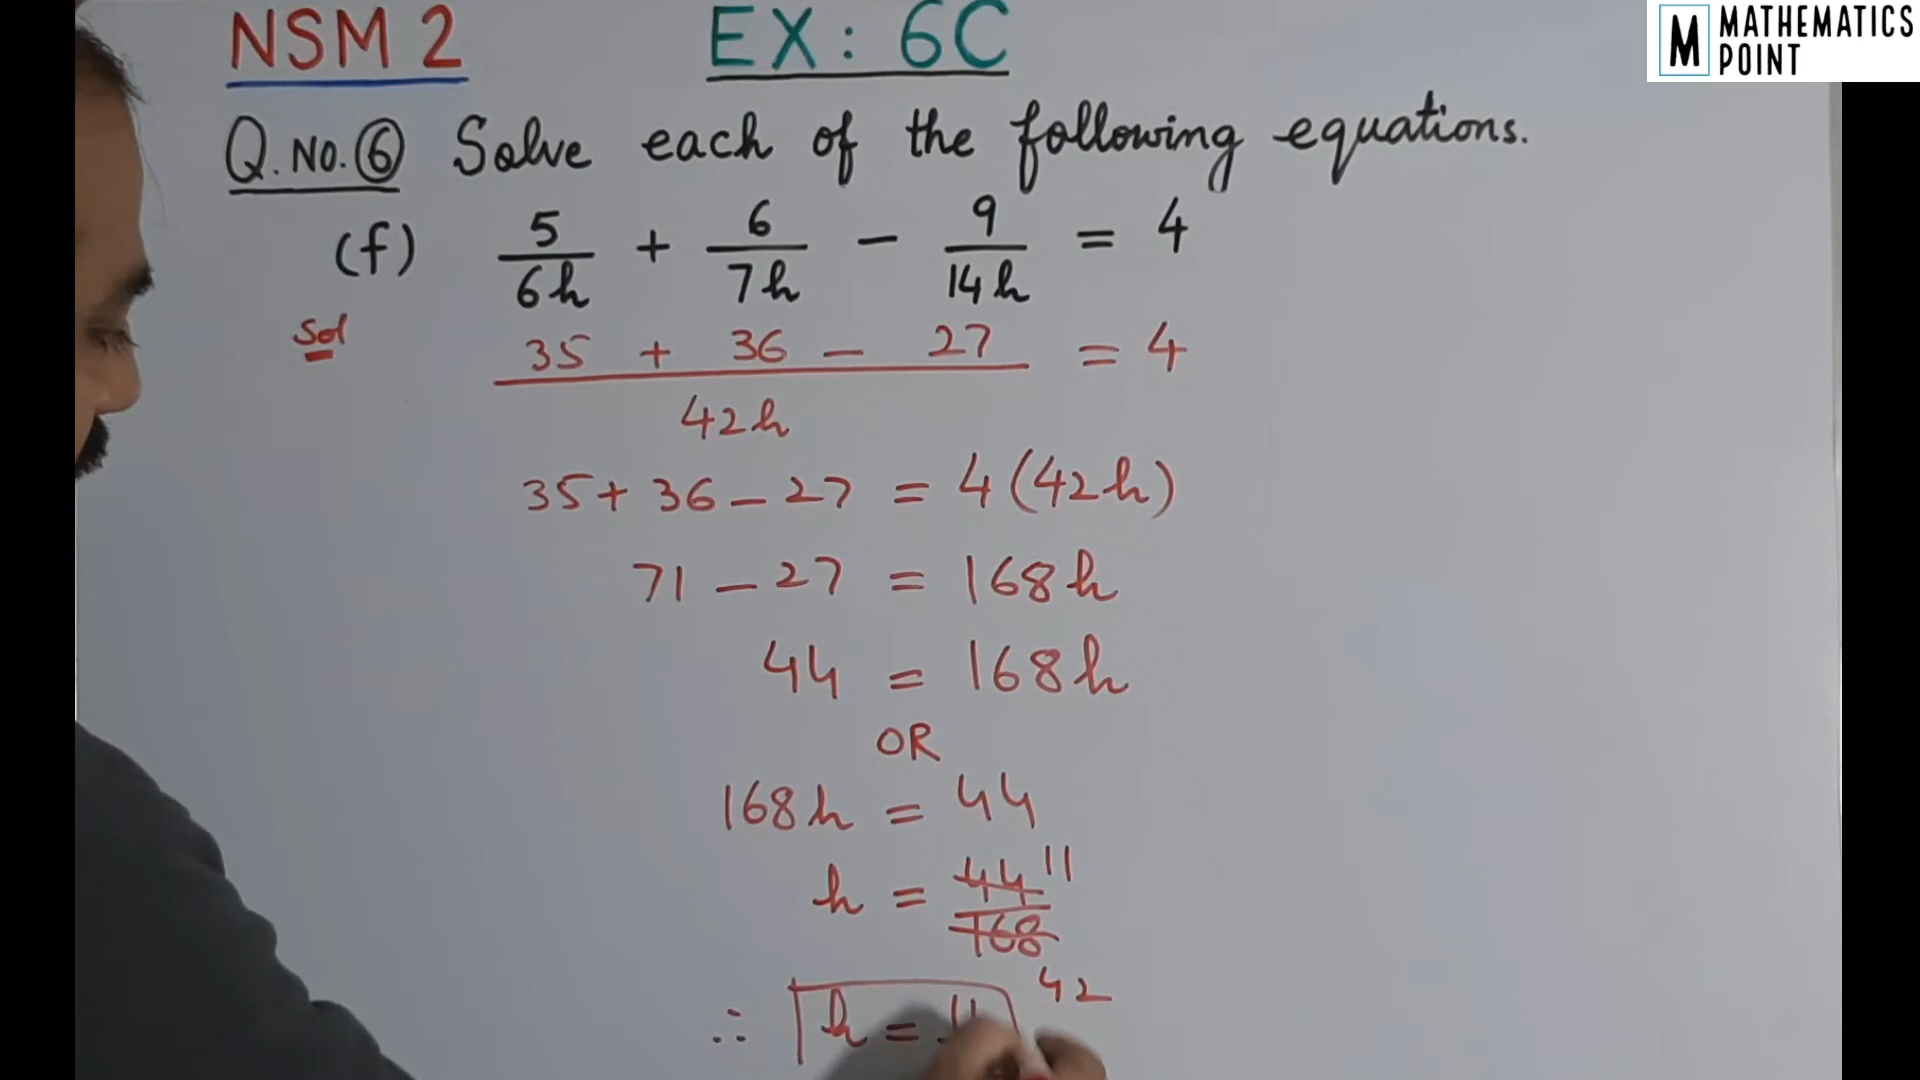 NSM 2 EX: 6C
M MATHEMATICS POINT
Q. NO. 6 Solve each of the following equations.
(f) 5/6h + 6/7h - 9/14h = 4
Sol 35 + 36 - 27 / 42h = 4
35 + 36 - 27 = 4(42h)
71 - 27 = 168h
44 = 168h
OR
168h = 44
h = 44/168 11 42
∴ h = 11